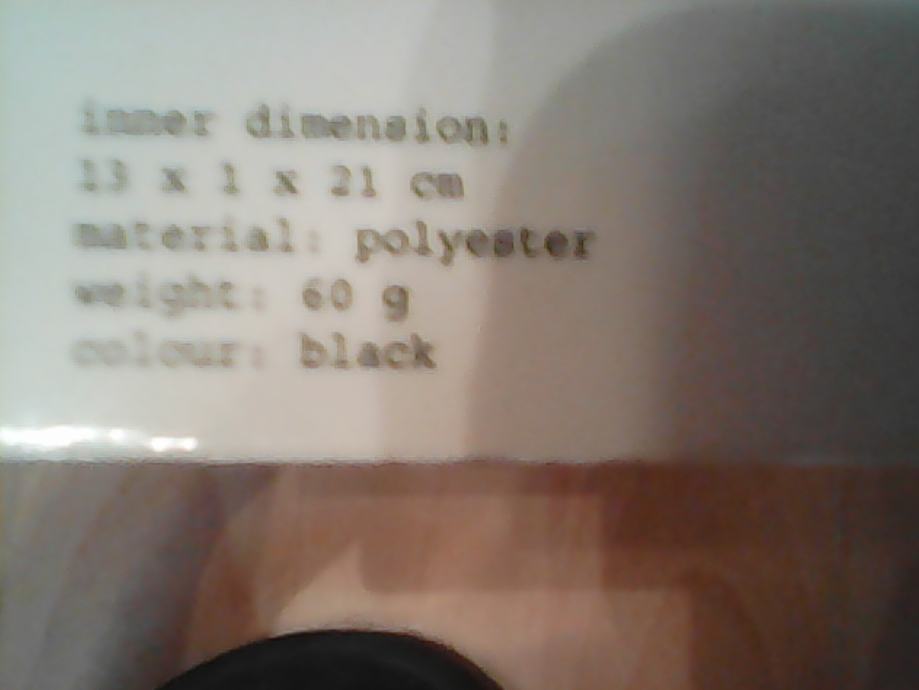 inner dimension:
13 x 1 x 21 cm
material: polyester
weight: 60 g
colour: black